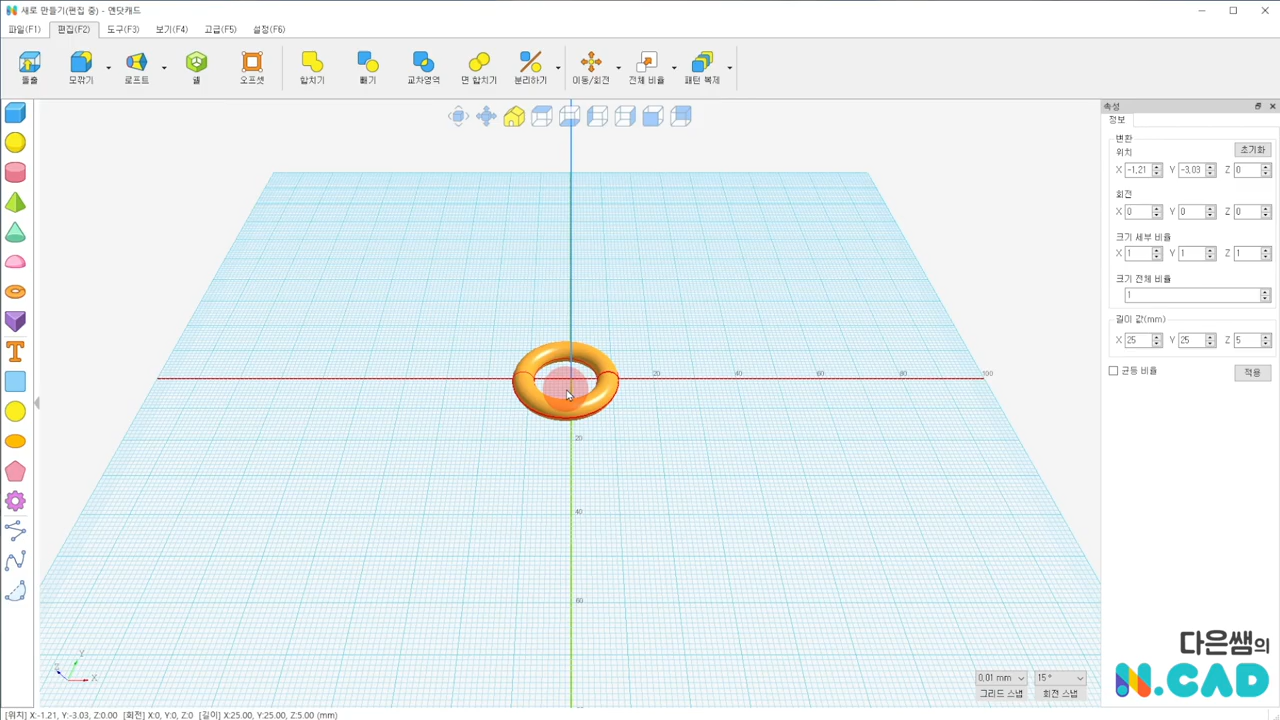 새로 만들기(편집 중) - 엔닷캐드
파일(F1) 편집(F2) 도구(F3) 보기(F4) 고급(F5) 설정(F6)
돌출 모깎기 로프트 쉘 오프셋 합치기 빼기 교차영역 면 합치기 분리하기 이동/회전 전체 비율 패턴 복제
속성
정보
변환
위치 초기화
X -1,21 Y -3,03 Z 0
회전
X 0 Y 0 Z 0
크기 세부 비율
X 1 Y 1 Z 1
크기 전체 비율
1
길이 값(mm)
X 25 Y 25 Z 5
균등 비율 적용
20 40 60 80 100
20
40
60
Z Y X
0,01 mm 15 °
그리드 스냅 회전 스냅
다은쌤의
N.CAD
[위치] X:-1.21, Y:-3.03, Z:0.00 [회전] X:0, Y:0, Z:0 [길이] X:25.00, Y:25.00, Z:5.00 (mm)